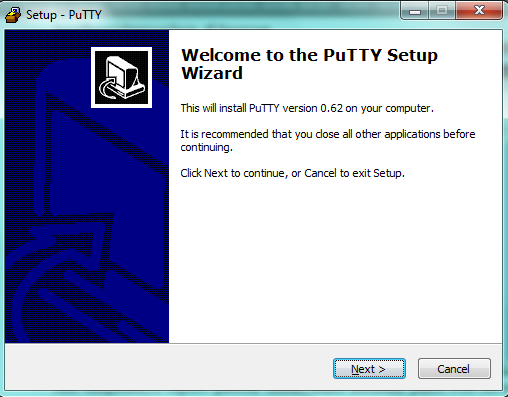 Setup - PuTTY
Welcome to the PuTTY Setup
Wizard
This will install PuTTY version 0.62 on your computer.
It is recommended that you close all other applications before
continuing.
Click Next to continue, or Cancel to exit Setup.
Next >
Cancel